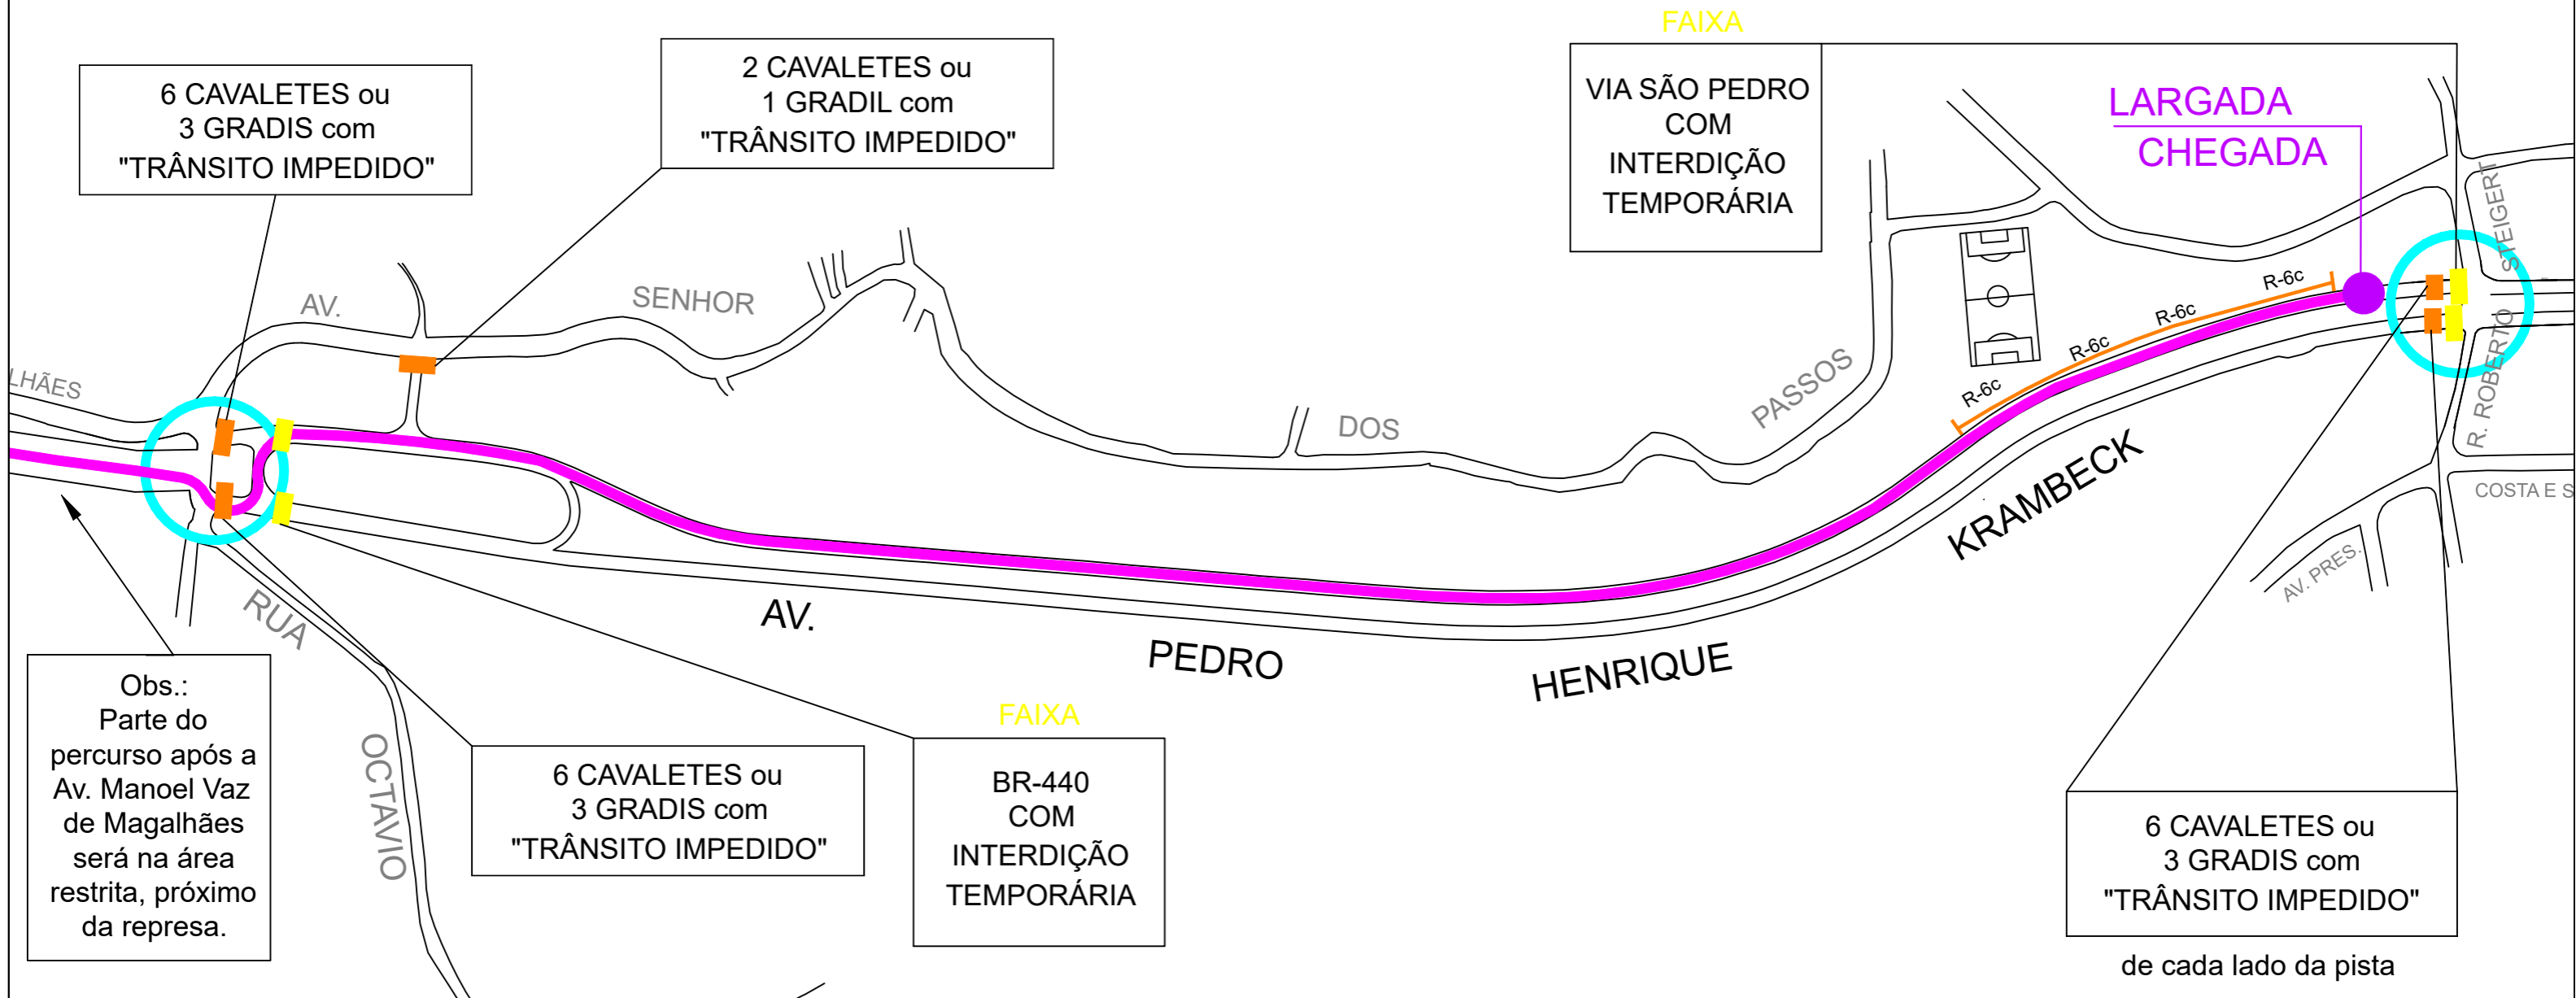 FAIXA
VIA SÃO PEDRO
COM
INTERDIÇÃO
TEMPORÁRIA
6 CAVALETES ou
3 GRADIS com
"TRÂNSITO IMPEDIDO"
2 CAVALETES ou
1 GRADIL com
"TRÂNSITO IMPEDIDO"
LARGADA
CHEGADA
AV.
SENHOR
DOS
PASSOS
R-6c
R-6c
R-6c
R-6c
R. ROBERTO STEIGERT
LHÃES
KRAMBECK
COSTA E S
AV. PRES.
RUA
OCTAVIO
AV.
PEDRO
HENRIQUE
Obs.:
Parte do
percurso após a
Av. Manoel Vaz
de Magalhães
será na área
restrita, próximo
da represa.
6 CAVALETES ou
3 GRADIS com
"TRÂNSITO IMPEDIDO"
FAIXA
BR-440
COM
INTERDIÇÃO
TEMPORÁRIA
6 CAVALETES ou
3 GRADIS com
"TRÂNSITO IMPEDIDO"
de cada lado da pista